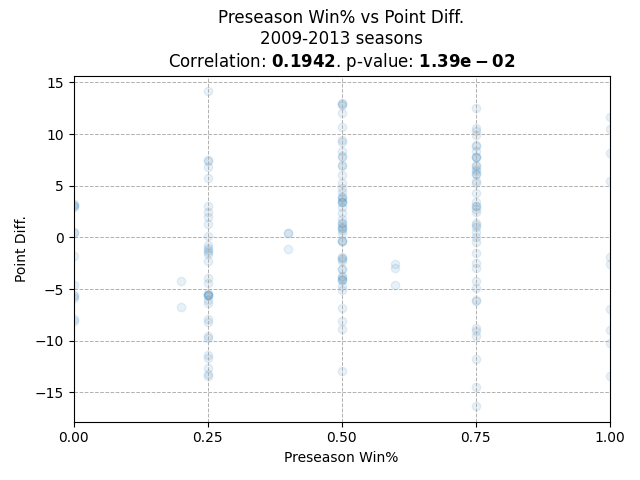 Preseason Win% vs Point Diff.
2009-2013 seasons
Correlation: 0.1942. p-value: 1.39e − 02
15
10
5
0
−5
−10
−15
Point Diff.
0.00 0.25 0.50 0.75 1.00
Preseason Win%